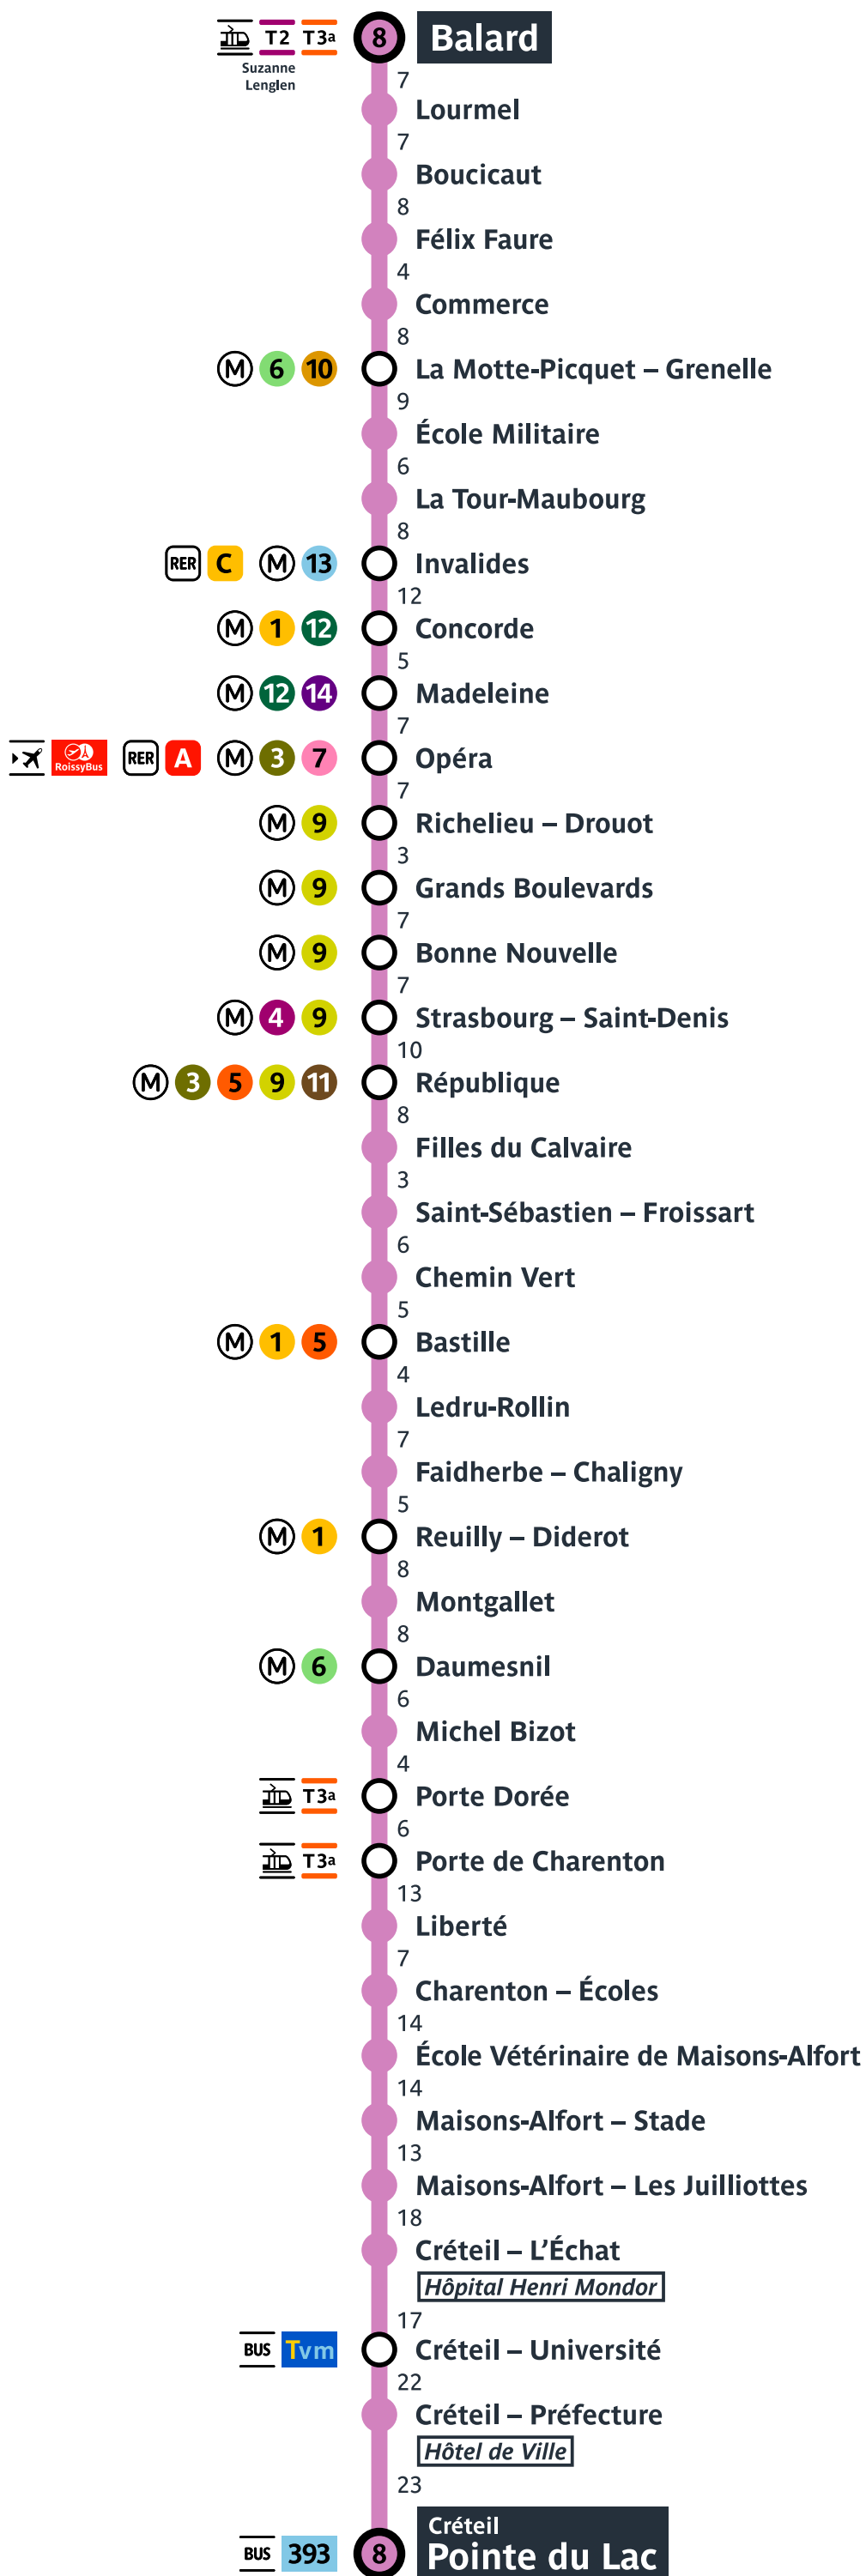 T2 T3a 8 Balard
Suzanne
Lenglen
7
Lourmel
7
Boucicaut
8
Félix Faure
4
Commerce
8
M 6 10 La Motte-Picquet – Grenelle
9
École Militaire
6
La Tour-Maubourg
8
RER C M 13 Invalides
12
M 1 12 Concorde
5
M 12 14 Madeleine
7
RoissyBus RER A M 3 7 Opéra
7
M 9 Richelieu – Drouot
3
M 9 Grands Boulevards
7
M 9 Bonne Nouvelle
7
M 4 9 Strasbourg – Saint-Denis
10
M 3 5 9 11 République
8
Filles du Calvaire
3
Saint-Sébastien – Froissart
6
Chemin Vert
5
M 1 5 Bastille
4
Ledru-Rollin
7
Faidherbe – Chaligny
5
M 1 Reuilly – Diderot
8
Montgallet
8
M 6 Daumesnil
6
Michel Bizot
4
T3a Porte Dorée
6
T3a Porte de Charenton
13
Liberté
7
Charenton – Écoles
14
École Vétérinaire de Maisons-Alfort
14
Maisons-Alfort – Stade
13
Maisons-Alfort – Les Juilliottes
18
Créteil – L’Échat
Hôpital Henri Mondor
17
BUS Tvm Créteil – Université
22
Créteil – Préfecture
Hôtel de Ville
23
Créteil
BUS 393 8 Pointe du Lac